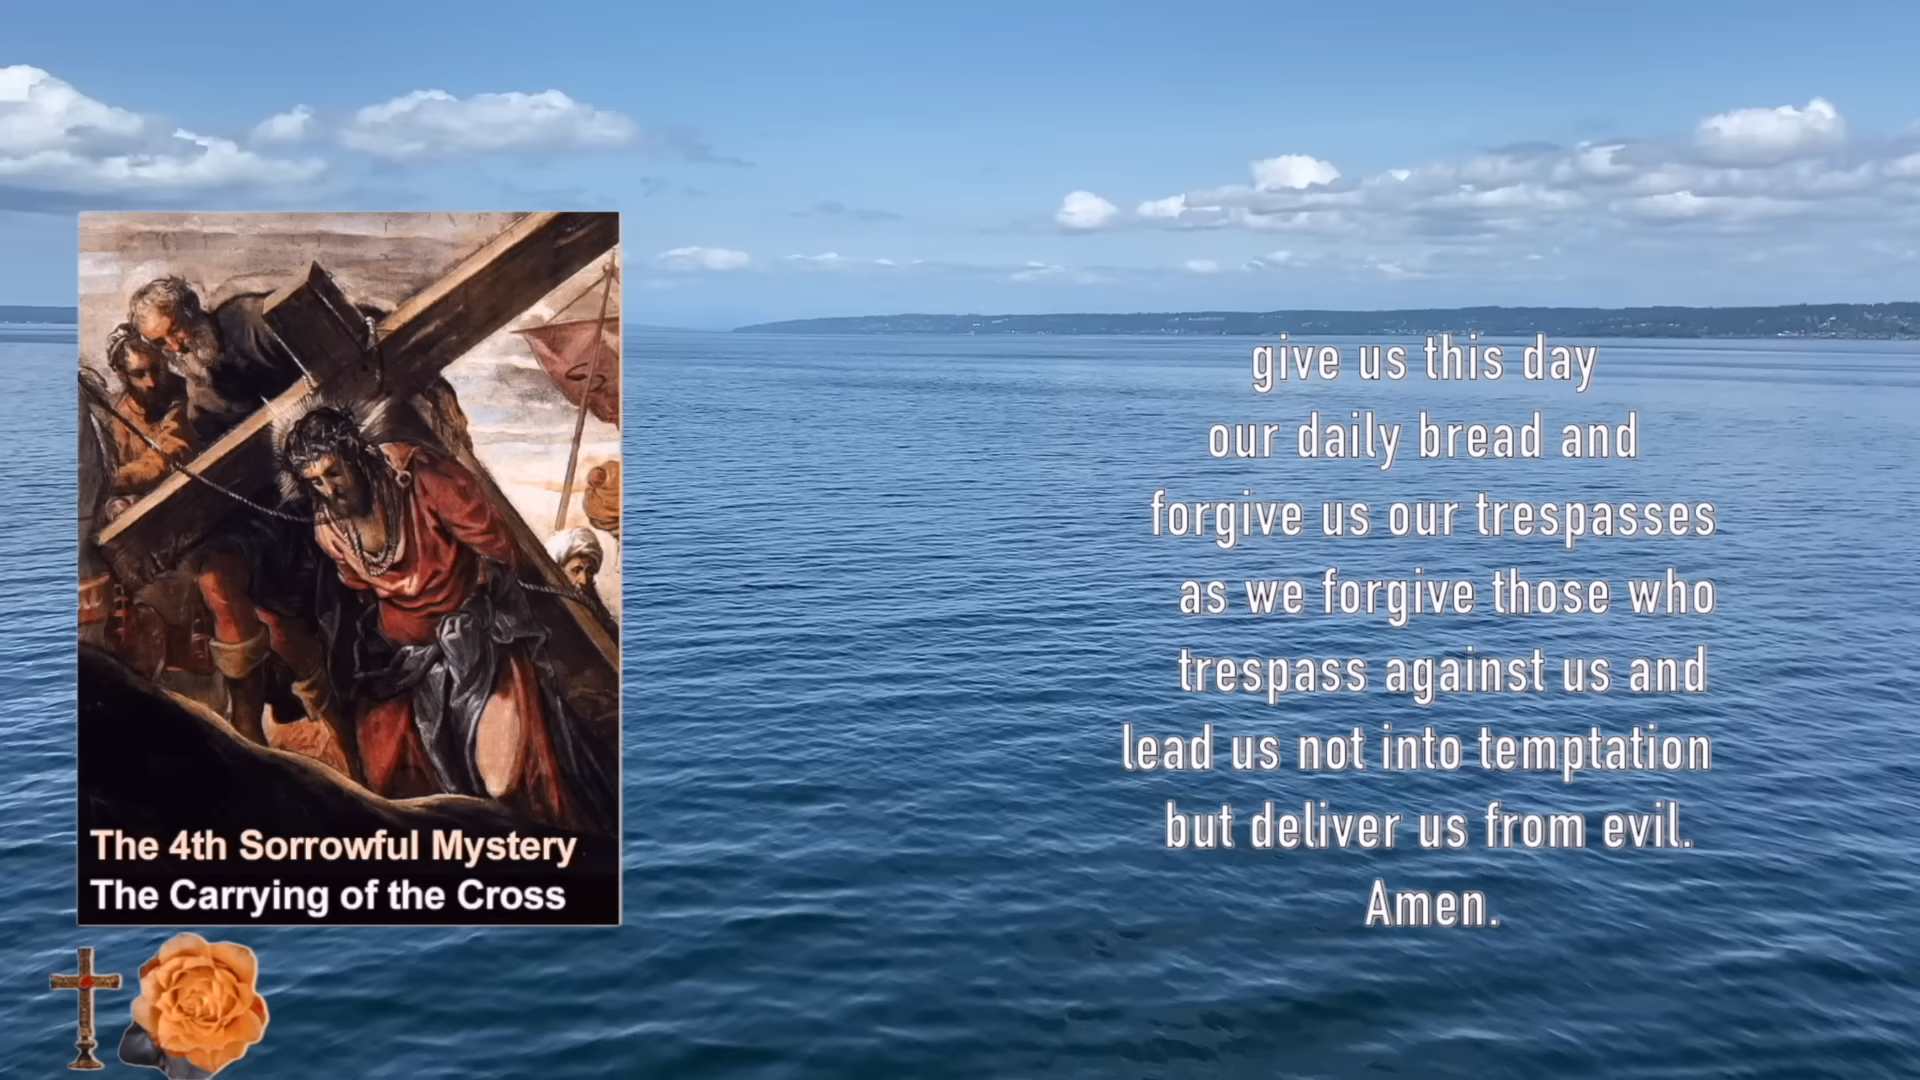 The 4th Sorrowful Mystery
The Carrying of the Cross
give us this day
our daily bread and
forgive us our trespasses
as we forgive those who
trespass against us and
lead us not into temptation
but deliver us from evil.
Amen.